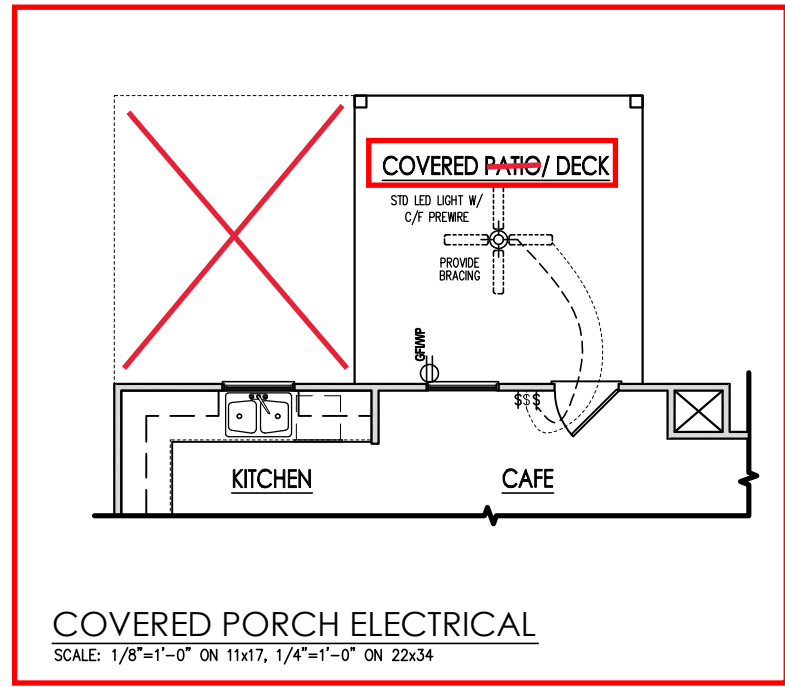 COVERED PATIO/ DECK
STD LED LIGHT W/
C/F PREWIRE
PROVIDE
BRACING
GFI/WP
$$$
KITCHEN
CAFE
COVERED PORCH ELECTRICAL
SCALE: 1/8"=1'-0" ON 11x17, 1/4"=1'-0" ON 22x34